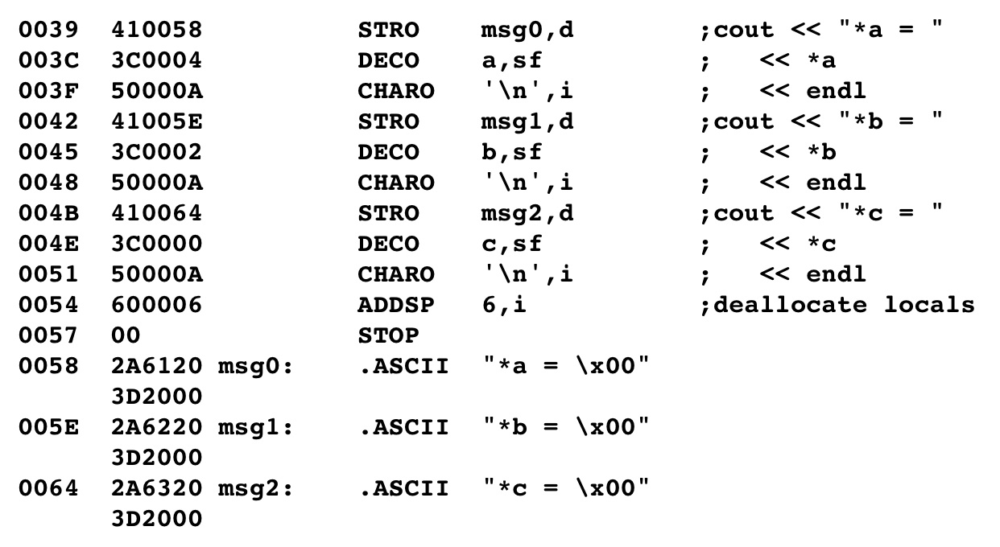 0039  410058          STRO    msg0,d        ;cout << "*a = "
003C  3C0004          DECO    a,sf          ;   << *a
003F  50000A          CHARO   '\n',i        ;   << endl
0042  41005E          STRO    msg1,d        ;cout << "*b = "
0045  3C0002          DECO    b,sf          ;   << *b
0048  50000A          CHARO   '\n',i        ;   << endl
004B  410064          STRO    msg2,d        ;cout << "*c = "
004E  3C0000          DECO    c,sf          ;   << *c
0051  50000A          CHARO   '\n',i        ;   << endl
0054  600006          ADDSP   6,i           ;deallocate locals
0057  00              STOP
0058  2A6120 msg0:    .ASCII  "*a = \x00"
      3D2000
005E  2A6220 msg1:    .ASCII  "*b = \x00"
      3D2000
0064  2A6320 msg2:    .ASCII  "*c = \x00"
      3D2000